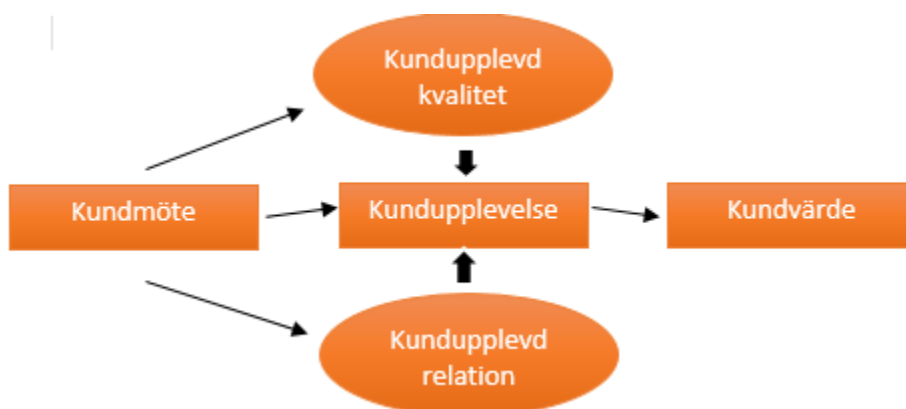 Kundupplevd
kvalitet
Kundmöte
Kundupplevelse
Kundvärde
Kundupplevd
relation